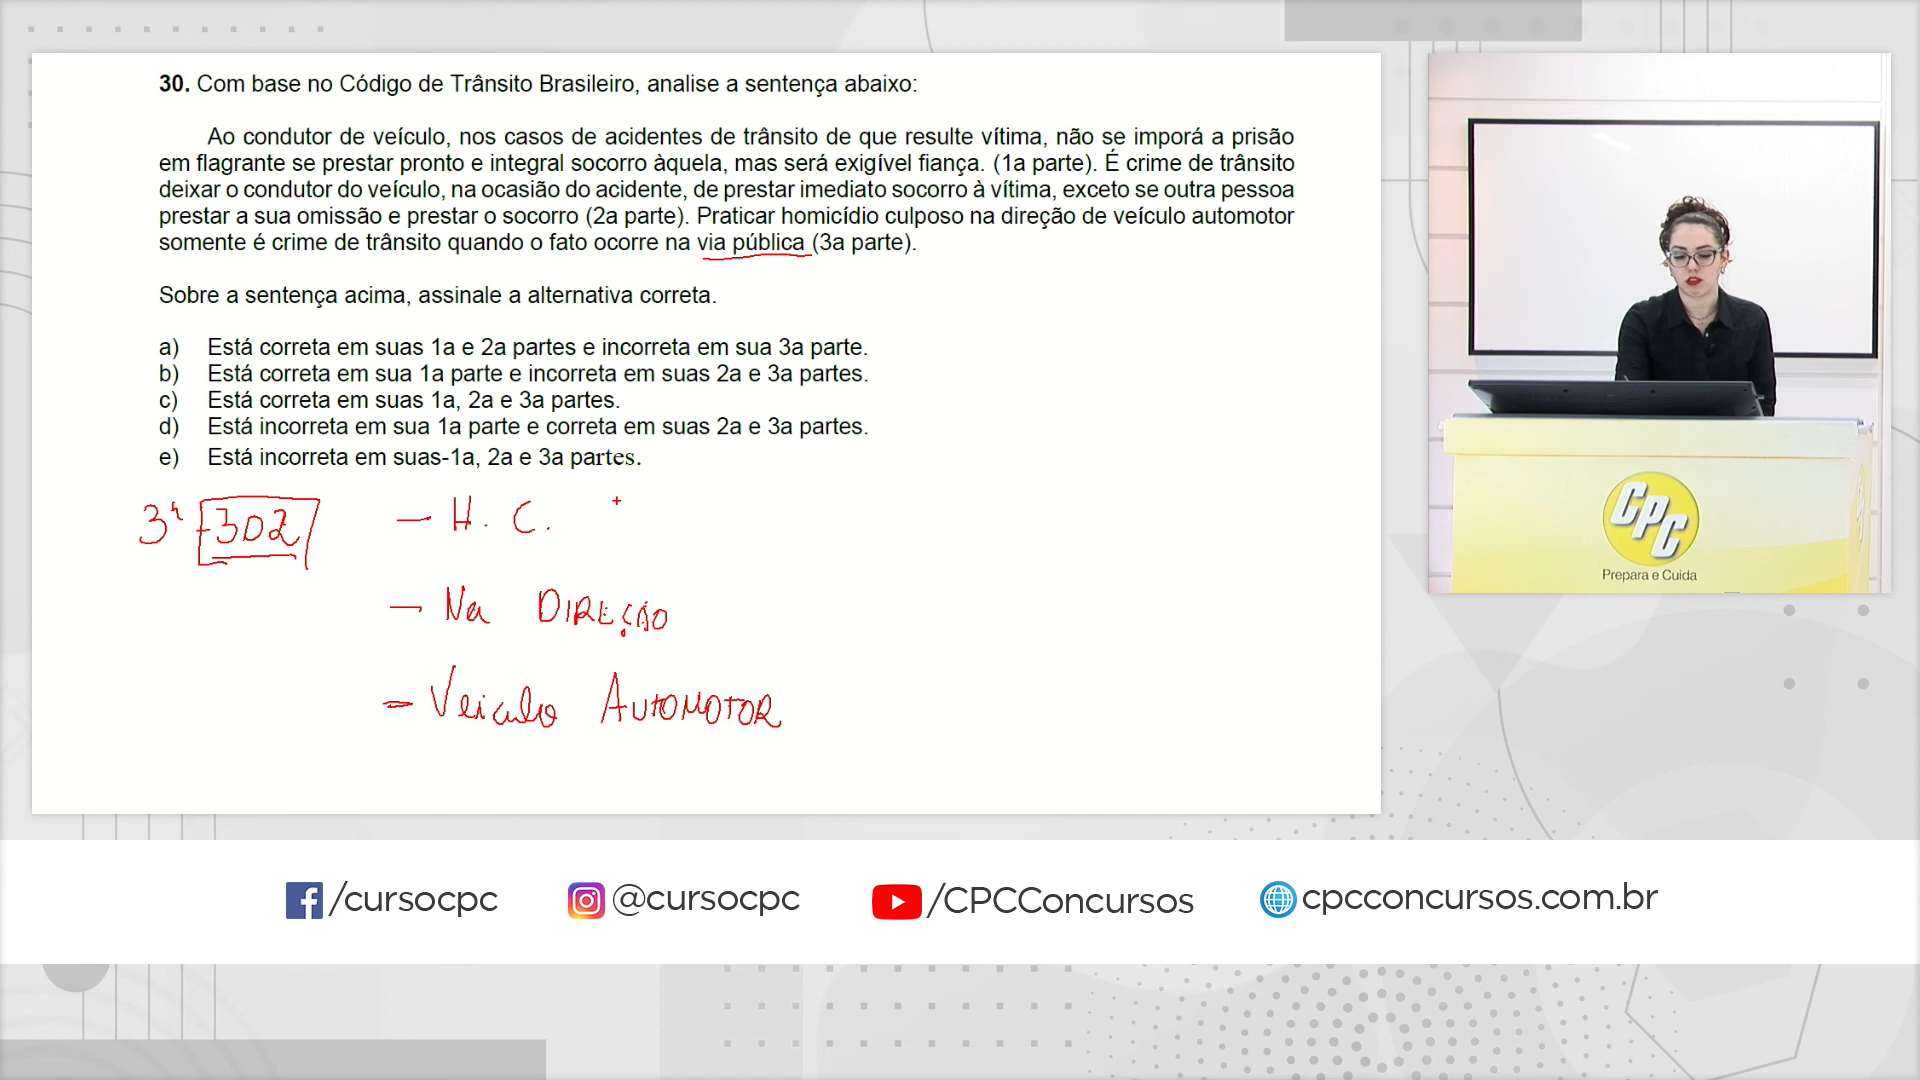 30. Com base no Código de Trânsito Brasileiro, analise a sentença abaixo:
Ao condutor de veículo, nos casos de acidentes de trânsito de que resulte vítima, não se imporá a prisão
em flagrante se prestar pronto e integral socorro àquela, mas será exigível fiança. (1a parte). É crime de trânsito
deixar o condutor do veículo, na ocasião do acidente, de prestar imediato socorro à vítima, exceto se outra pessoa
prestar a sua omissão e prestar o socorro (2a parte). Praticar homicídio culposo na direção de veículo automotor
somente é crime de trânsito quando o fato ocorre na via pública (3a parte).
Sobre a sentença acima, assinale a alternativa correta.
a) Está correta em suas 1a e 2a partes e incorreta em sua 3a parte.
b) Está correta em sua 1a parte e incorreta em suas 2a e 3a partes.
c) Está correta em suas 1a, 2a e 3a partes.
d) Está incorreta em sua 1a parte e correta em suas 2a e 3a partes.
e) Está incorreta em suas-1a, 2a e 3a partes.
3ª - 302 - H. C.
- Na DIREÇÃO
- Veiculo AUTOMOTOR
CPC
Prepara e Cuida
/cursocpc @cursocpc /CPCConcursos cpcconcursos.com.br